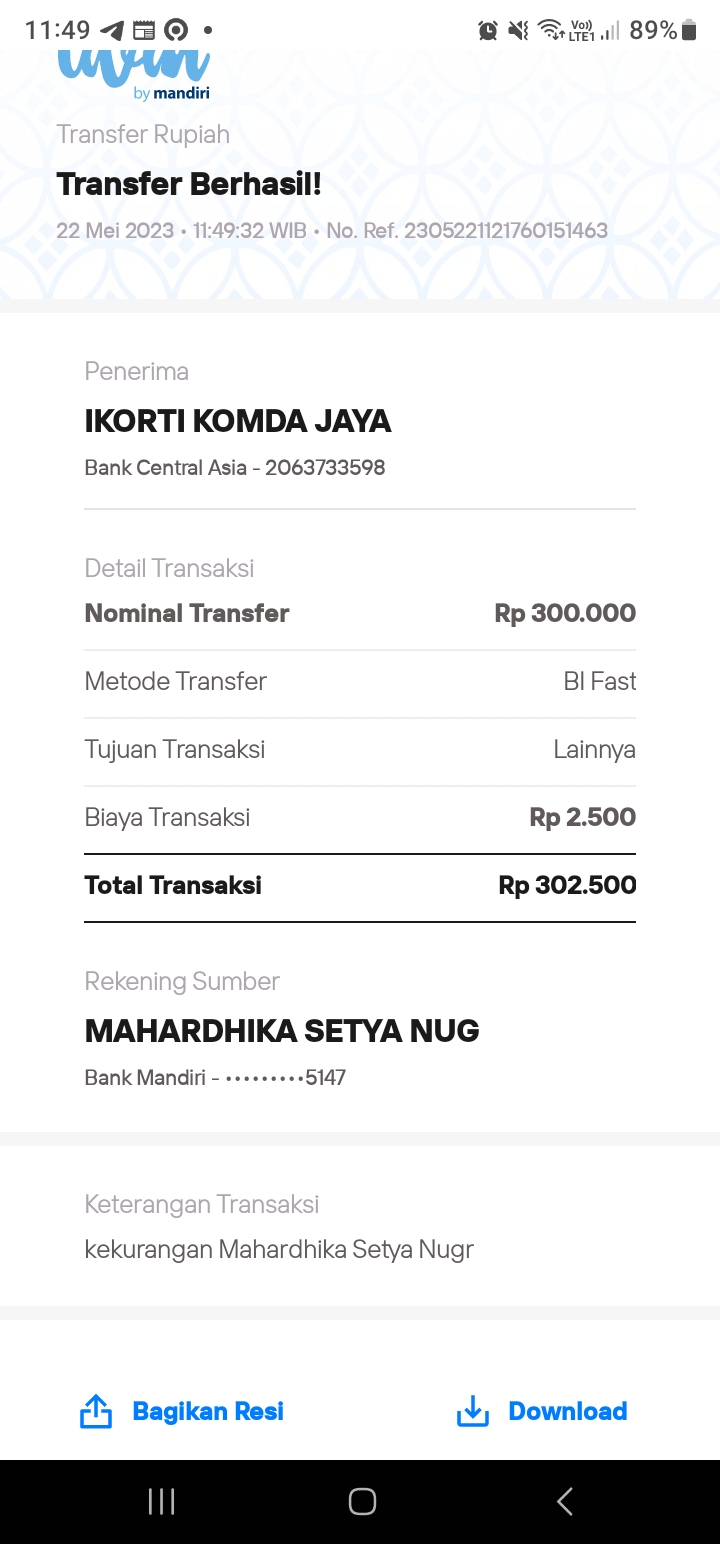 11:49 Vo)) LTE1 89%
livin
by mandiri
Transfer Rupiah
Transfer Berhasil!
22 Mei 2023 • 11:49:32 WIB • No. Ref. 2305221121760151463
Penerima
IKORTI KOMDA JAYA
Bank Central Asia - 2063733598
Detail Transaksi
Nominal Transfer Rp 300.000
Metode Transfer BI Fast
Tujuan Transaksi Lainnya
Biaya Transaksi Rp 2.500
Total Transaksi Rp 302.500
Rekening Sumber
MAHARDHIKA SETYA NUG
Bank Mandiri - •••••••••5147
Keterangan Transaksi
kekurangan Mahardhika Setya Nugr
Bagikan Resi Download